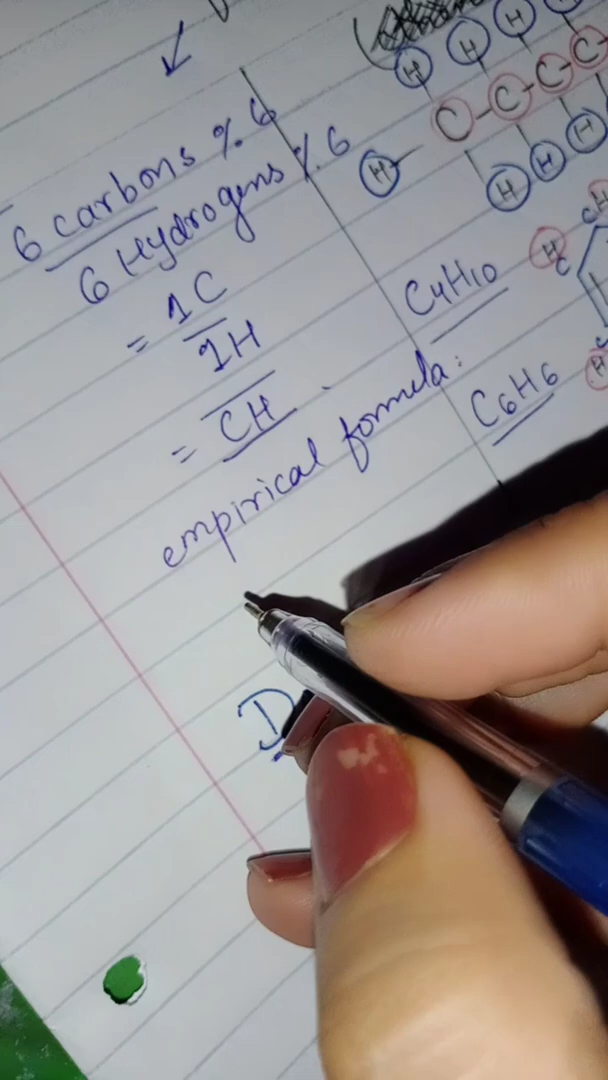 6 carbons % 6
6 Hydrogens % 6
= 1C
1H
= CH
empirical formula:
D
H H H
C-C-C-C-
H H H H
C4H10
C6H6
H C
C H
H